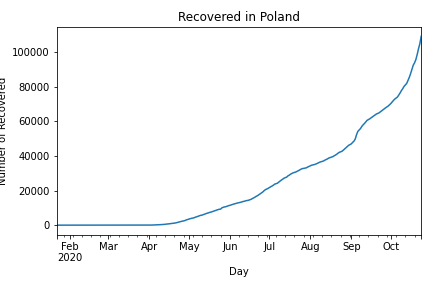 Recovered in Poland
Number of Recovered
100000
80000
60000
40000
20000
0
Feb Mar Apr May Jun Jul Aug Sep Oct
2020
Day